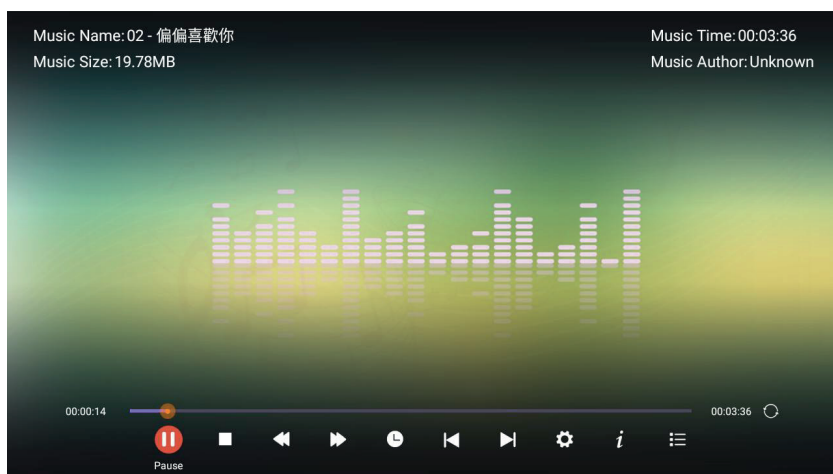 Music Name: 02 - 偏偏喜歡你
Music Time: 00:03:36
Music Size: 19.78MB
Music Author: Unknown
00:00:14
00:03:36
Pause